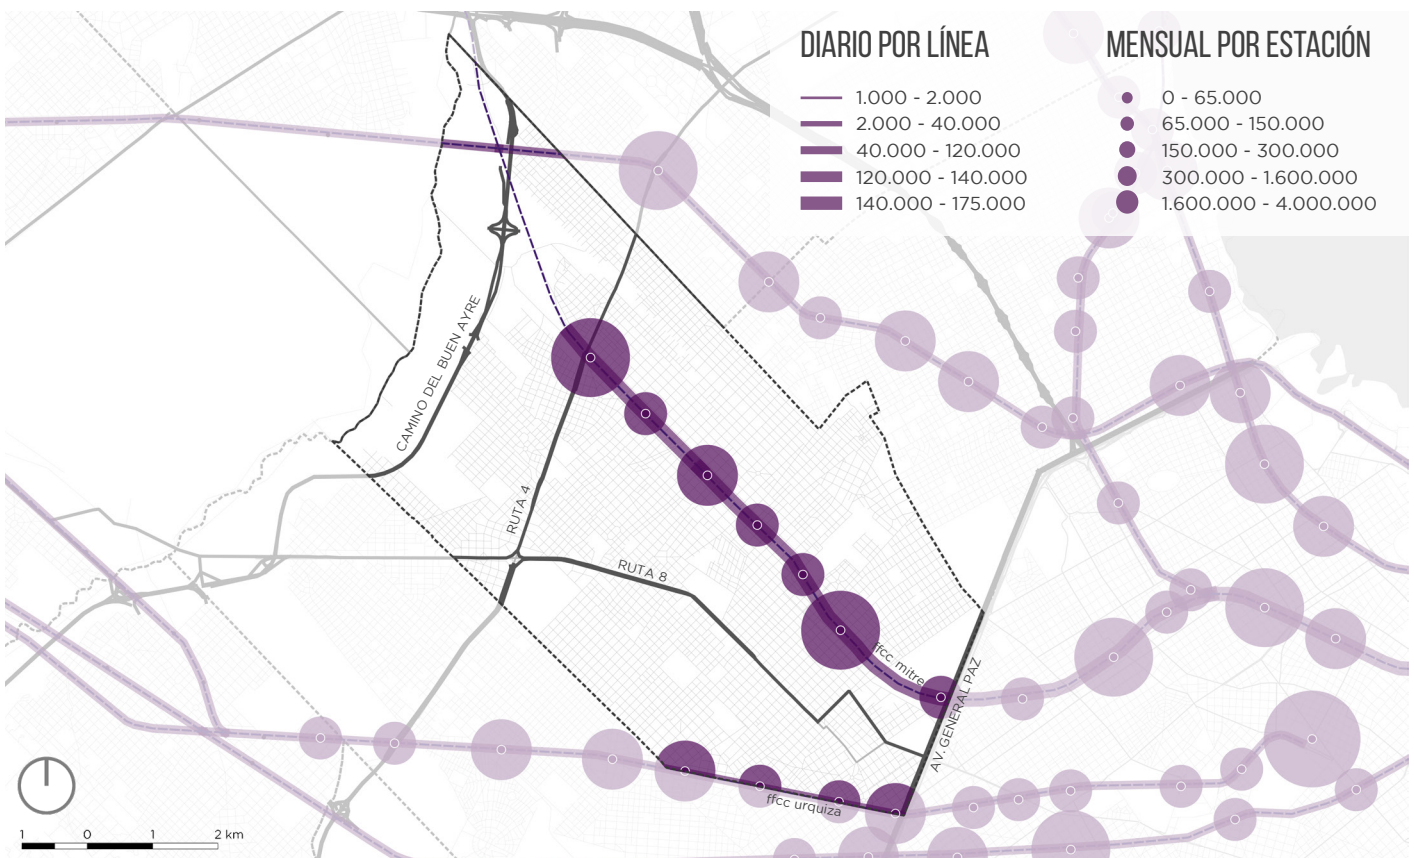 DIARIO POR LÍNEA
1.000 - 2.000
2.000 - 40.000
40.000 - 120.000
120.000 - 140.000
140.000 - 175.000
MENSUAL POR ESTACIÓN
0 - 65.000
65.000 - 150.000
150.000 - 300.000
300.000 - 1.600.000
1.600.000 - 4.000.000
CAMINO DEL BUEN AYRE
RUTA 4
RUTA 8
ffcc mitre
AV. GENERAL PAZ
ffcc urquiza
1 0 1 2 km